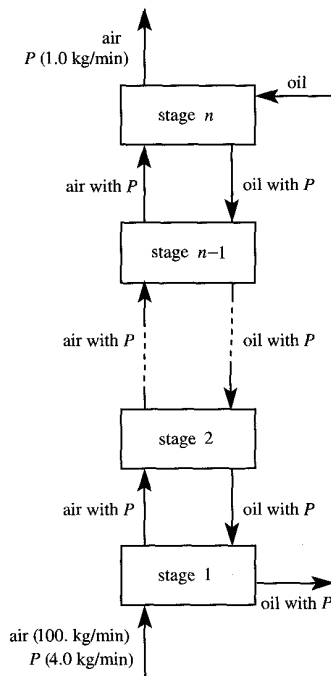 air
P (1.0 kg/min)
oil
stage n
air with P
oil with P
stage n–1
air with P
oil with P
stage 2
air with P
oil with P
stage 1
oil with P
air (100. kg/min)
P (4.0 kg/min)